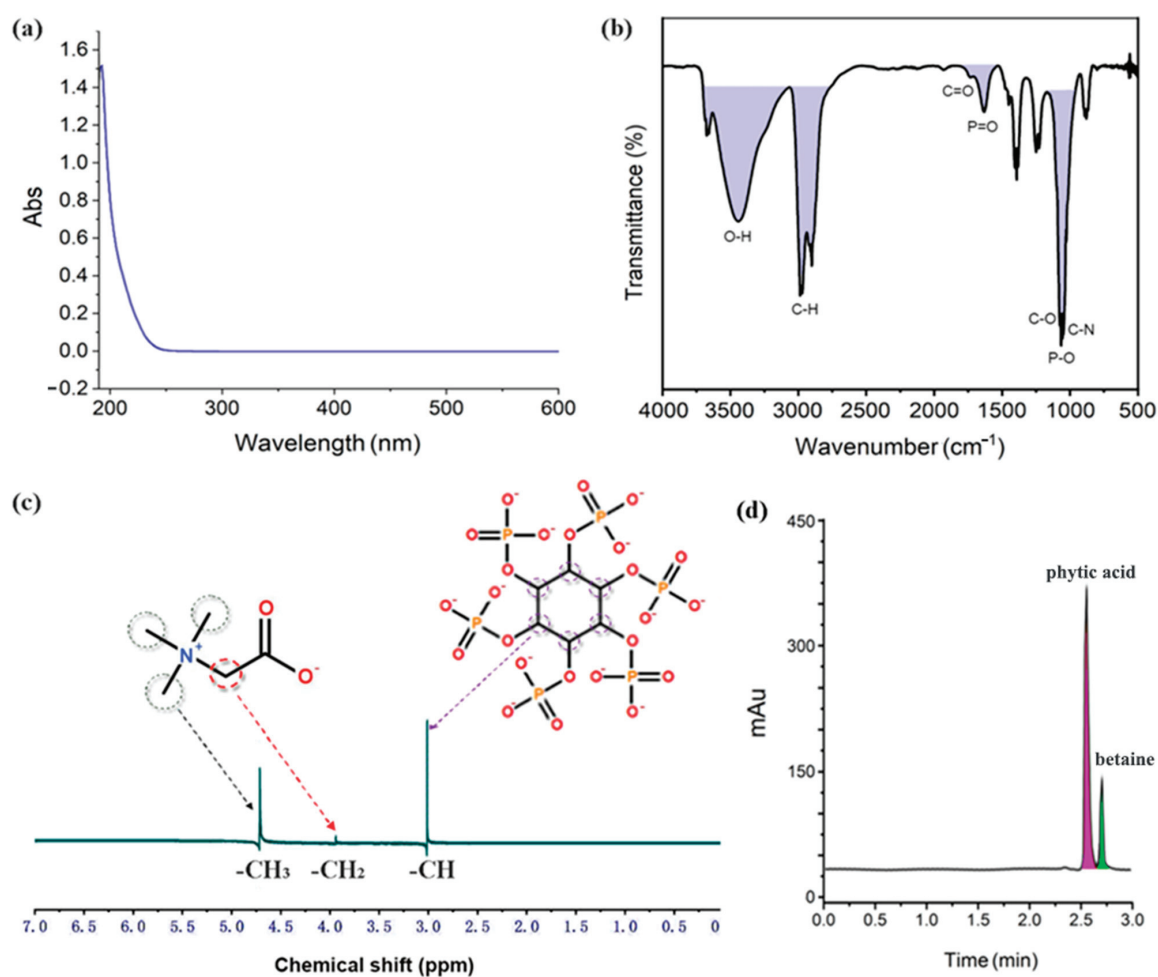 (a)
1.6
1.4
1.2
1.0
0.8
0.6
0.4
0.2
0.0
−0.2
Abs
200 300 400 500 600
Wavelength (nm)
(b)
Transmittance (%)
O-H
C-H
C=O
P=O
C-O
C-N
P-O
4000 3500 3000 2500 2000 1500 1000 500
Wavenumber (cm⁻¹)
(c)
N⁺
O
O⁻
O⁻ O⁻
O=P-O⁻ P=O
O O O⁻
O⁻ O O
O⁻-P-O O-P-O⁻
O O⁻
O O
O⁻ O⁻
O⁻-P O⁻-P=O
O O⁻
-CH₃ -CH₂ -CH
7.0 6.5 6.0 5.5 5.0 4.5 4.0 3.5 3.0 2.5 2.0 1.5 1.0 0.5 0
Chemical shift (ppm)
(d)
450
300
150
0
mAu
phytic acid
betaine
0.0 0.5 1.0 1.5 2.0 2.5 3.0
Time (min)